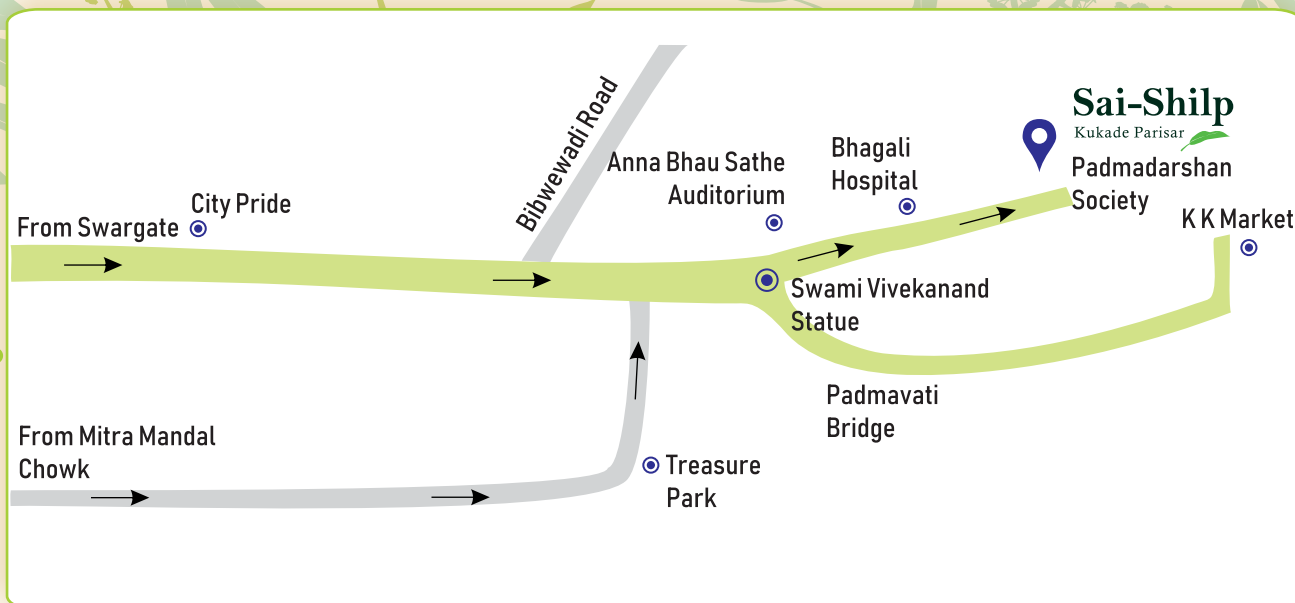 Sai-Shilp
Kukade Parisar
Padmadarshan
Society
Bibwewadi Road
Anna Bhau Sathe
Auditorium
Bhagali
Hospital
City Pride
From Swargate
K K Market
Swami Vivekanand
Statue
Padmavati
Bridge
From Mitra Mandal
Chowk
Treasure
Park